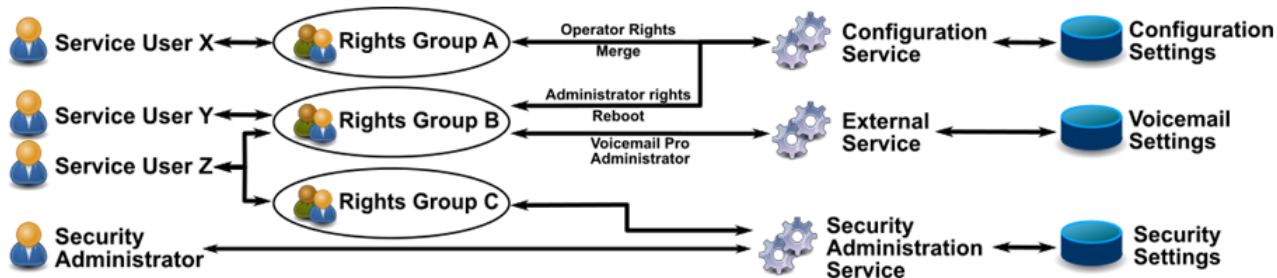 Service User X
Rights Group A
Operator Rights
Merge
Configuration
Service
Configuration
Settings
Administrator rights
Reboot
Service User Y
Rights Group B
Voicemail Pro
Administrator
External
Service
Voicemail
Settings
Service User Z
Rights Group C
Security
Administrator
Security
Administration
Service
Security
Settings